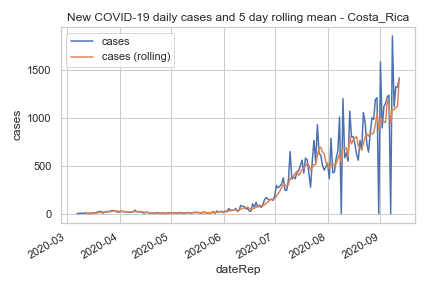 New COVID-19 daily cases and 5 day rolling mean - Costa_Rica
cases
cases (rolling)
1500
1000
500
0
cases
2020-03
2020-04
2020-05
2020-06
2020-07
2020-08
2020-09
dateRep